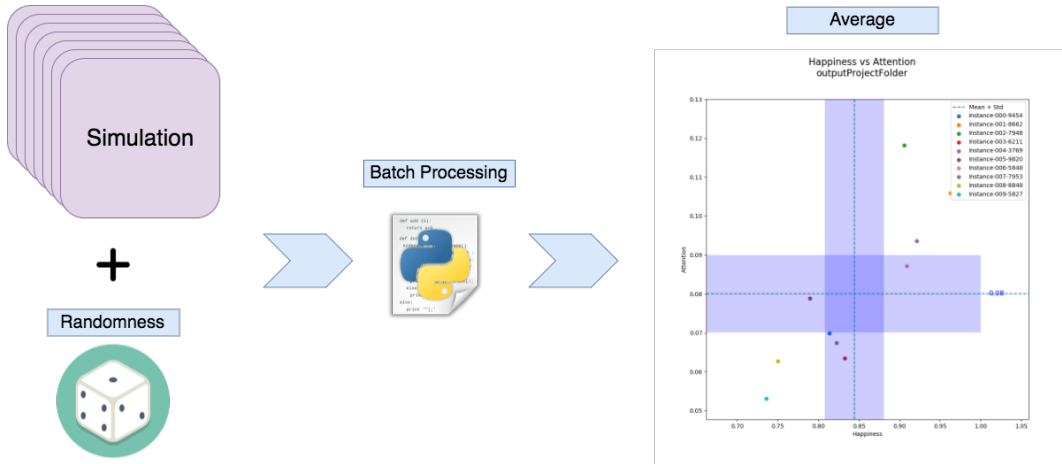 Average
Simulation
Randomness
Batch Processing
def add (5):
Happiness vs Attention
outputProjectFolder
Mean + Std
Instance-000-9454
Instance-001-8662
Instance-002-7948
Instance-003-6211
Instance-004-3769
Instance-005-9820
Instance-006-5848
Instance-007-7953
Instance-008-8848
Instance-009-5827
0.13
0.12
0.11
0.10
0.09
0.08
0.07
0.06
0.05
Attention
0.08
0.70
0.75
0.80
0.85
0.90
0.95
1.00
1.05
Happiness